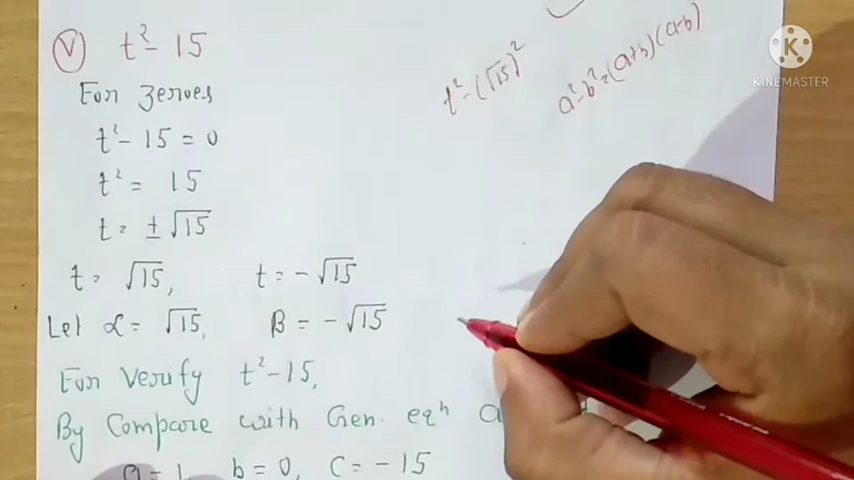 V t² - 15
For zeroes
t² - 15 = 0
t² = 15
t = ± √15
t = √15, t = - √15
Let α = √15, β = - √15
For Verify t² - 15,
By Compare with Gen. eqⁿ a
a = 1, b = 0, c = - 15
t² - (√15)²
a² - b² = (a+b) (a-b)
KINEMASTER